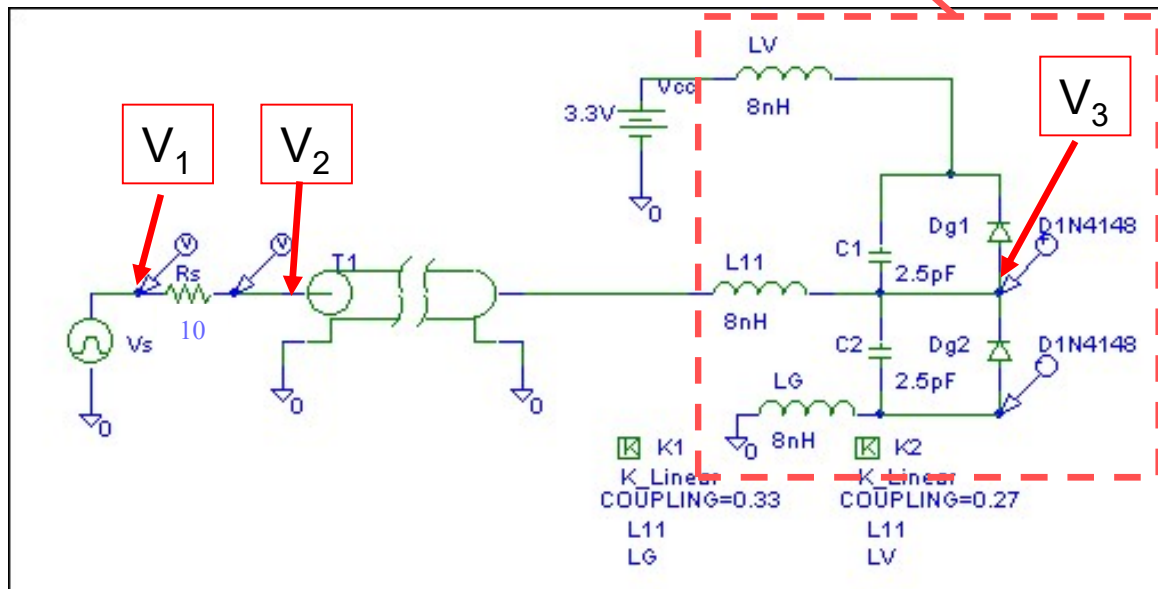 LV
Vcc
8nH
3.3V
V3
V1
V2
0
Dg1
D1N4148
C1
T1
L11
2.5pF
Rs
10
8nH
Vs
C2
Dg2
D1N4148
2.5pF
LG
0
0
0
0
8nH
K K1
K K2
K_Linear
K_Linear
COUPLING=0.33
COUPLING=0.27
L11
L11
LG
LV